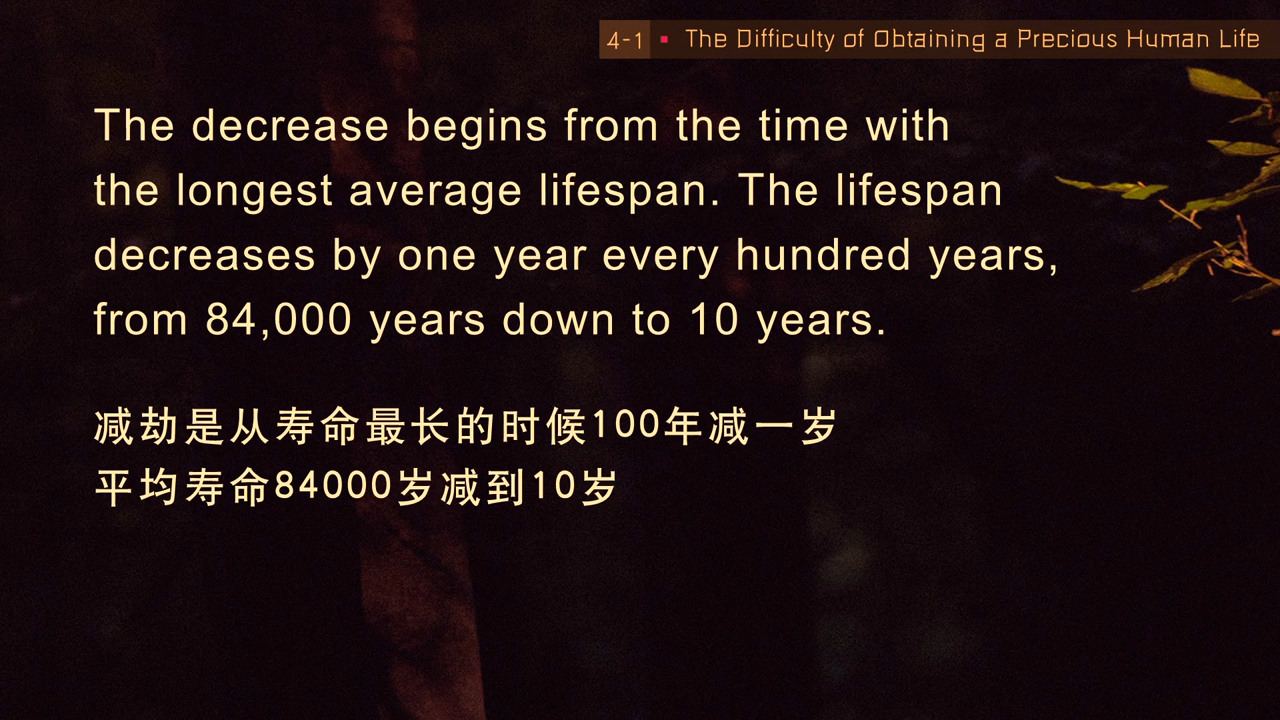 4-1 ▪ The Difficulty of Obtaining a Precious Human Life
The decrease begins from the time with
the longest average lifespan. The lifespan
decreases by one year every hundred years,
from 84,000 years down to 10 years.
减劫是从寿命最长的时候100年减一岁
平均寿命84000岁减到10岁